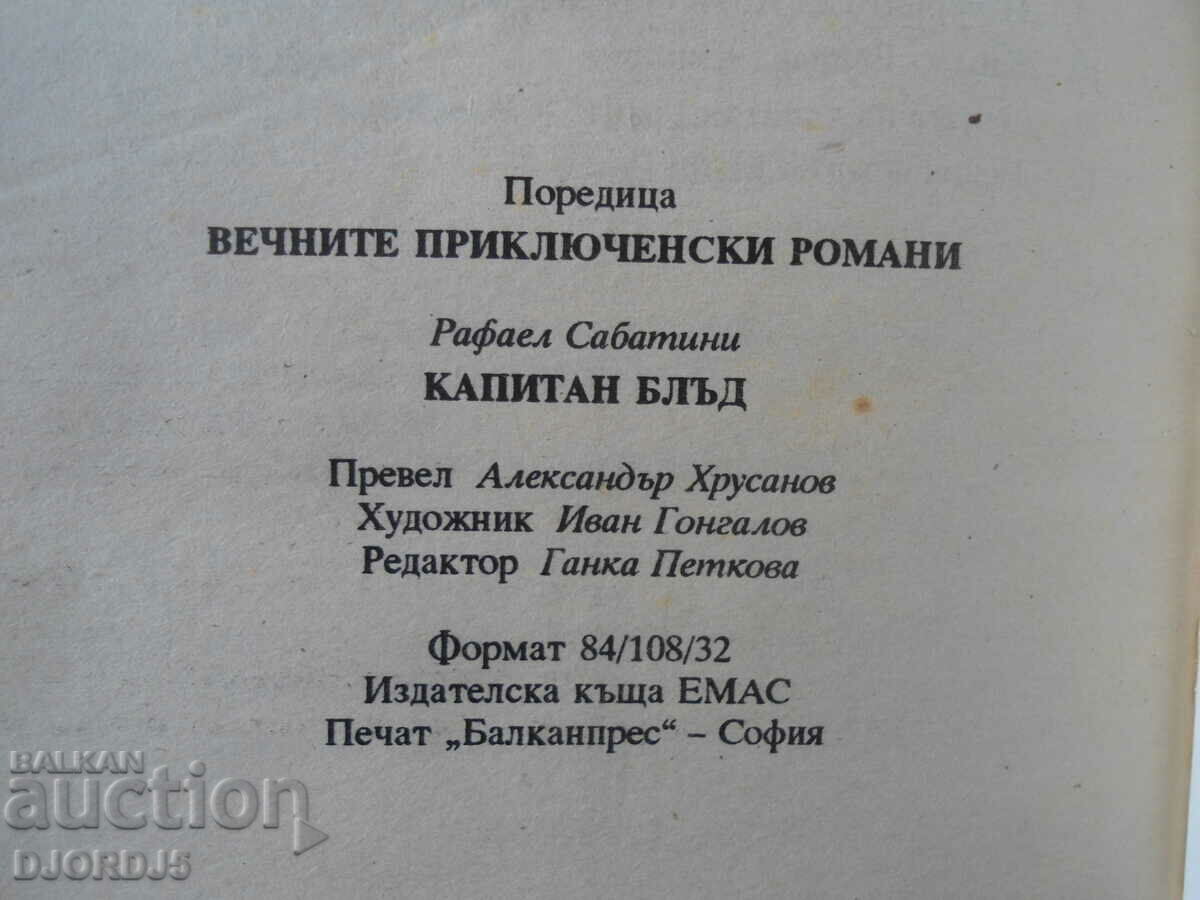 Поредица
ВЕЧНИТЕ ПРИКЛЮЧЕНСКИ РОМАНИ
Рафаел Сабатини
КАПИТАН БЛЪД
Превел Александър Хрусанов
Художник Иван Гонгалов
Редактор Ганка Петкова
Формат 84/108/32
Издателска къща ЕМАС
Печат „Балканпрес“ – София
BALKAN
auction
DJORDJ5